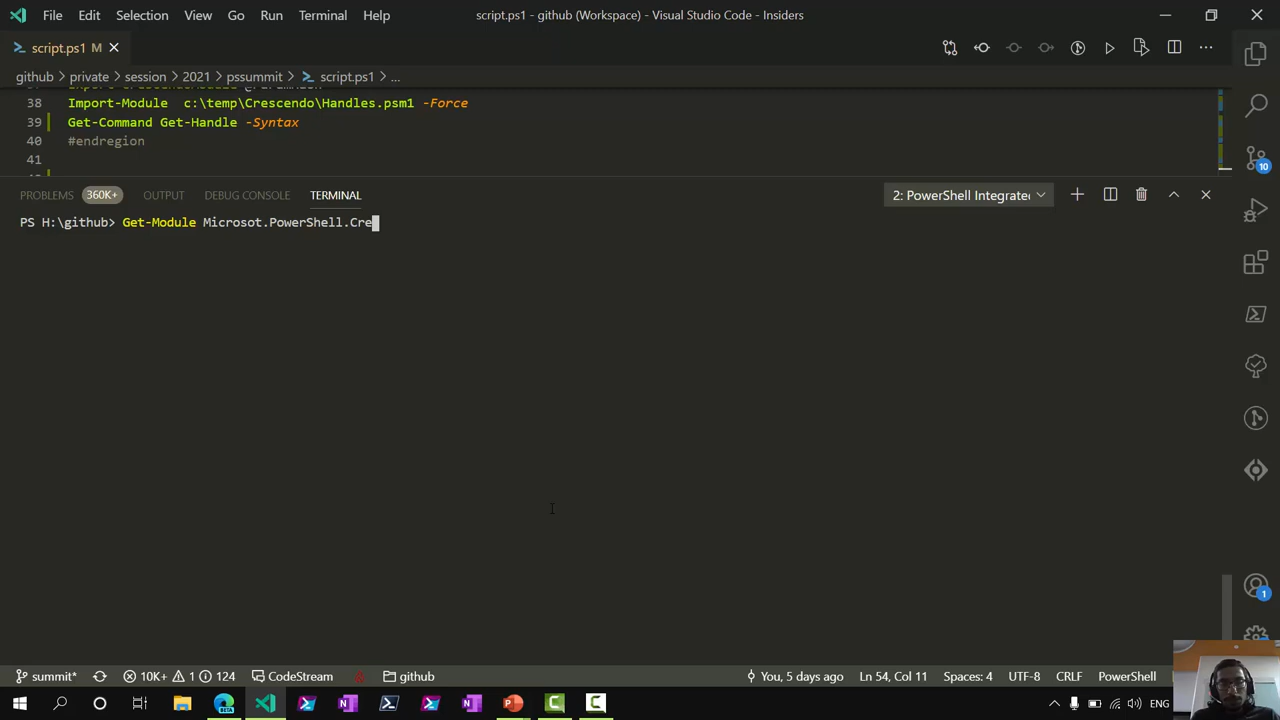 File Edit Selection View Go Run Terminal Help script.ps1 - github (Workspace) - Visual Studio Code - Insiders
script.ps1 M
github > private > session > 2021 > pssummit > script.ps1 > ...
38 Import-Module c:\temp\Crescendo\Handles.psm1 -Force
39 Get-Command Get-Handle -Syntax
40 #endregion
41
PROBLEMS 360K+ OUTPUT DEBUG CONSOLE TERMINAL 2: PowerShell Integrated
PS H:\github> Get-Module Microsot.PowerShell.Cre
10
1
summit* 10K+ 1 124 CodeStream github You, 5 days ago Ln 54, Col 11 Spaces: 4 UTF-8 CRLF PowerShell
BETA ENG